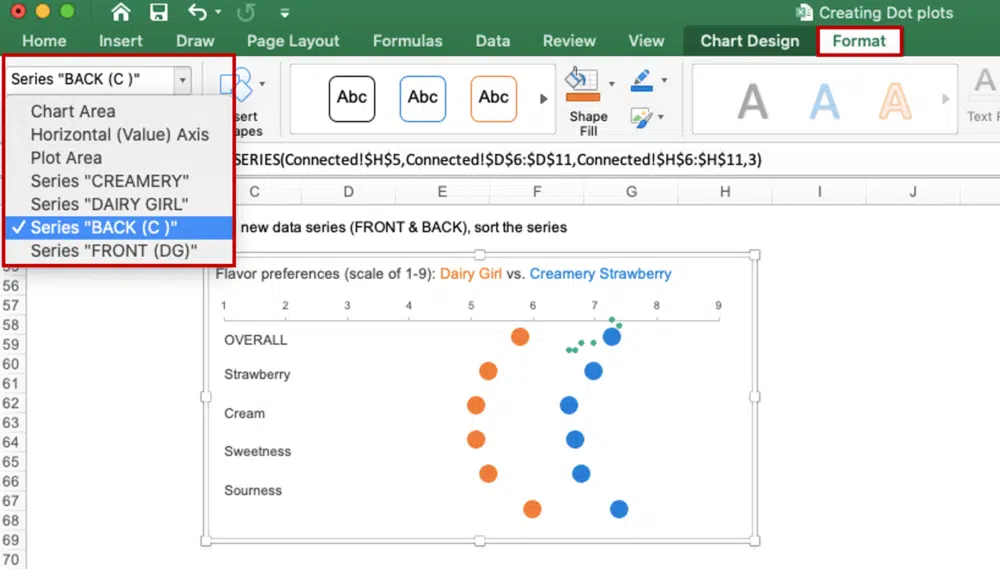 Creating Dot plots
Home Insert Draw Page Layout Formulas Data Review View Chart Design Format
Series "BACK (C )"
Chart Area
Horizontal (Value) Axis
Plot Area
Series "CREAMERY"
Series "DAIRY GIRL"
✓ Series "BACK (C )"
Series "FRONT (DG)"
Abc Abc Abc
Shape
Fill
A A A
A
Text
SERIES(Connected!$H$5,Connected!$D$6:$D$11,Connected!$H$6:$H$11,3)
C D E F G H I J
new data series (FRONT & BACK), sort the series
Flavor preferences (scale of 1-9): Dairy Girl vs. Creamery Strawberry
1 2 3 4 5 6 7 8 9
OVERALL
Strawberry
Cream
Sweetness
Sourness
56
57
58
59
60
61
62
63
64
65
66
67
68
69
70